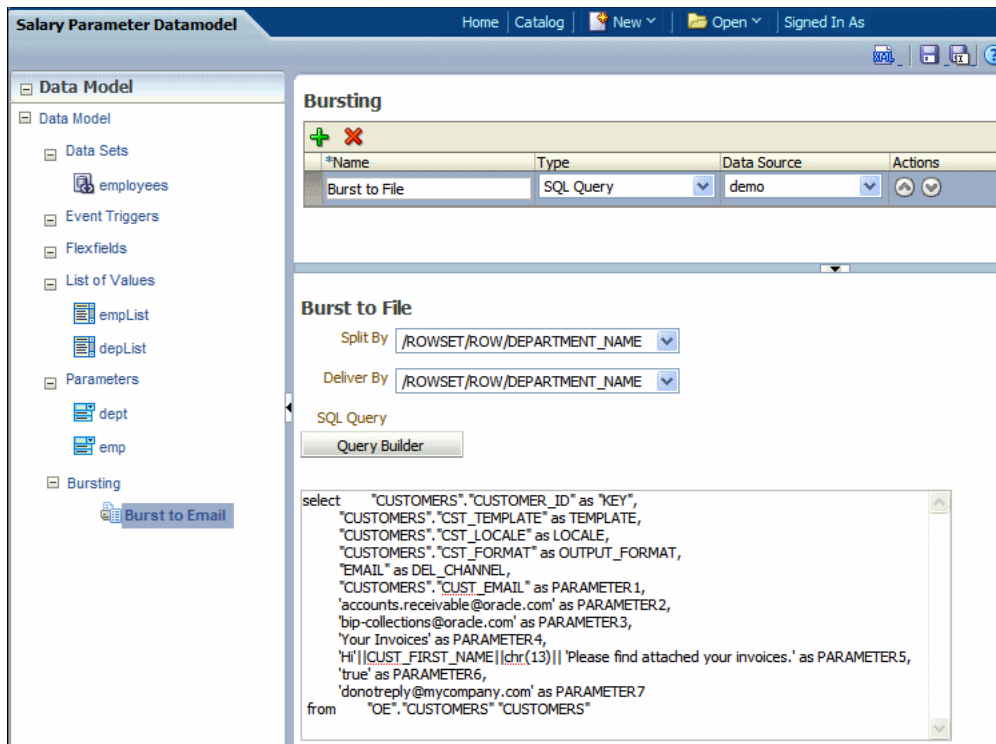 Salary Parameter Datamodel
Home Catalog New Open Signed In As
XML
Data Model
Data Model
Data Sets
employees
Event Triggers
Flexfields
List of Values
empList
depList
Parameters
dept
emp
Bursting
Burst to Email
Bursting
*Name Type Data Source Actions
Burst to File SQL Query demo
Burst to File
Split By /ROWSET/ROW/DEPARTMENT_NAME
Deliver By /ROWSET/ROW/DEPARTMENT_NAME
SQL Query
Query Builder
select "CUSTOMERS"."CUSTOMER_ID" as "KEY",
"CUSTOMERS"."CST_TEMPLATE" as TEMPLATE,
"CUSTOMERS"."CST_LOCALE" as LOCALE,
"CUSTOMERS"."CST_FORMAT" as OUTPUT_FORMAT,
"EMAIL" as DEL_CHANNEL,
"CUSTOMERS"."CUST_EMAIL" as PARAMETER1,
'accounts.receivable@oracle.com' as PARAMETER2,
'bip-collections@oracle.com' as PARAMETER3,
'Your Invoices' as PARAMETER4,
'Hi'||CUST_FIRST_NAME||chr(13)|| 'Please find attached your invoices.' as PARAMETER5,
'true' as PARAMETER6,
'donotreply@mycompany.com' as PARAMETER7
from "OE"."CUSTOMERS" "CUSTOMERS"